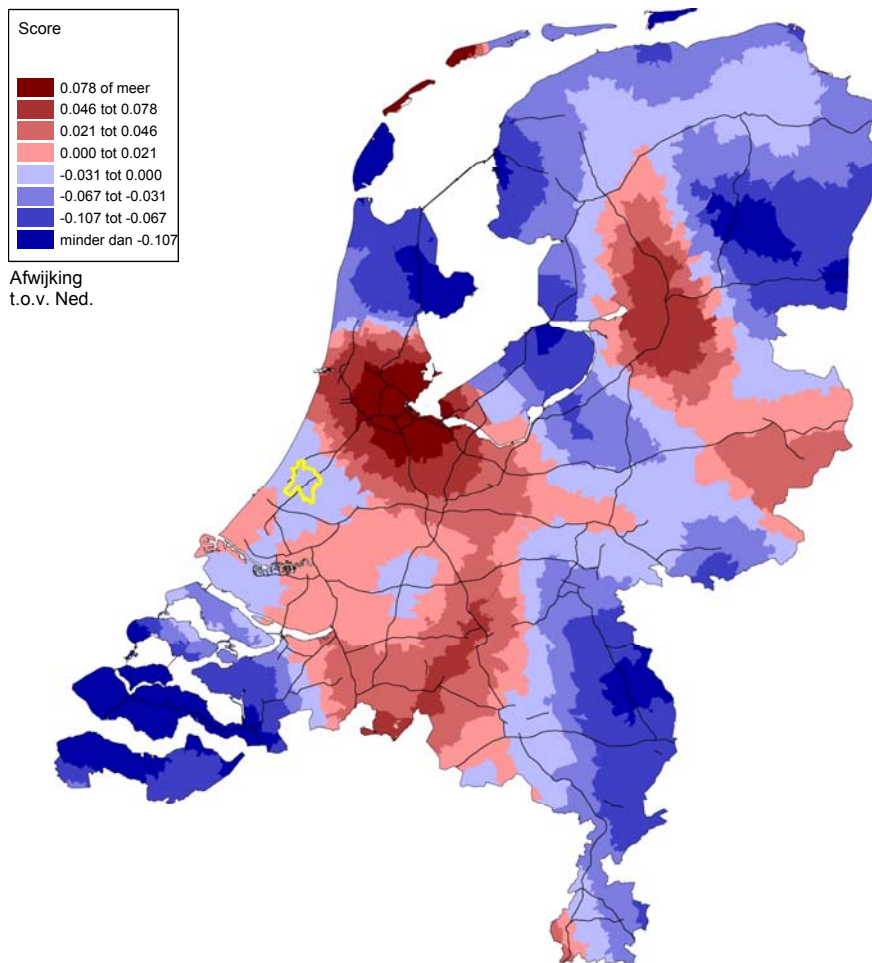 Score
0.078 of meer
0.046 tot 0.078
0.021 tot 0.046
0.000 tot 0.021
-0.031 tot 0.000
-0.067 tot -0.031
-0.107 tot -0.067
minder dan -0.107
Afwijking
t.o.v. Ned.